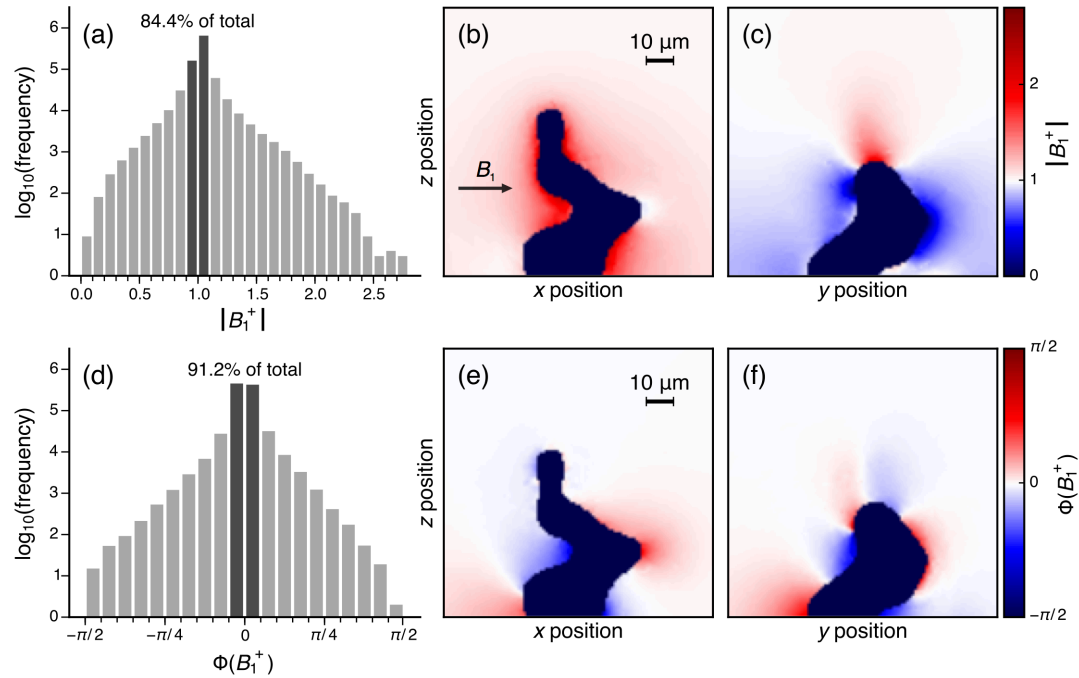 (a)
84.4% of total
log₁₀(frequency)
6
5
4
3
2
1
0
0.0 0.5 1.0 1.5 2.0 2.5
|B₁⁺|
(b)
10 μm
B₁
z position
x position
(c)
y position
2
1
0
|B₁⁺|
(d)
91.2% of total
log₁₀(frequency)
6
5
4
3
2
1
0
−π/2 −π/4 0 π/4 π/2
Φ(B₁⁺)
(e)
10 μm
z position
x position
(f)
y position
π/2
0
−π/2
Φ(B₁⁺)